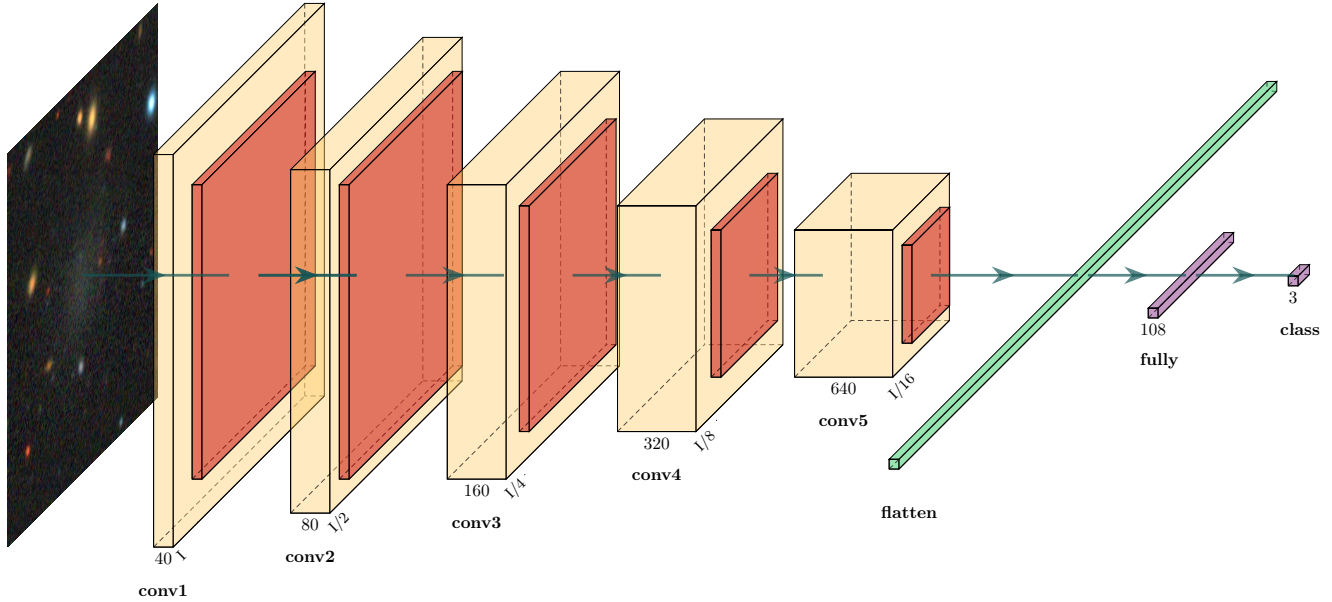 40 I
conv1
80 I/2
conv2
160 I/4
conv3
320 I/8
conv4
640 I/16
conv5
flatten
108
fully
3
class